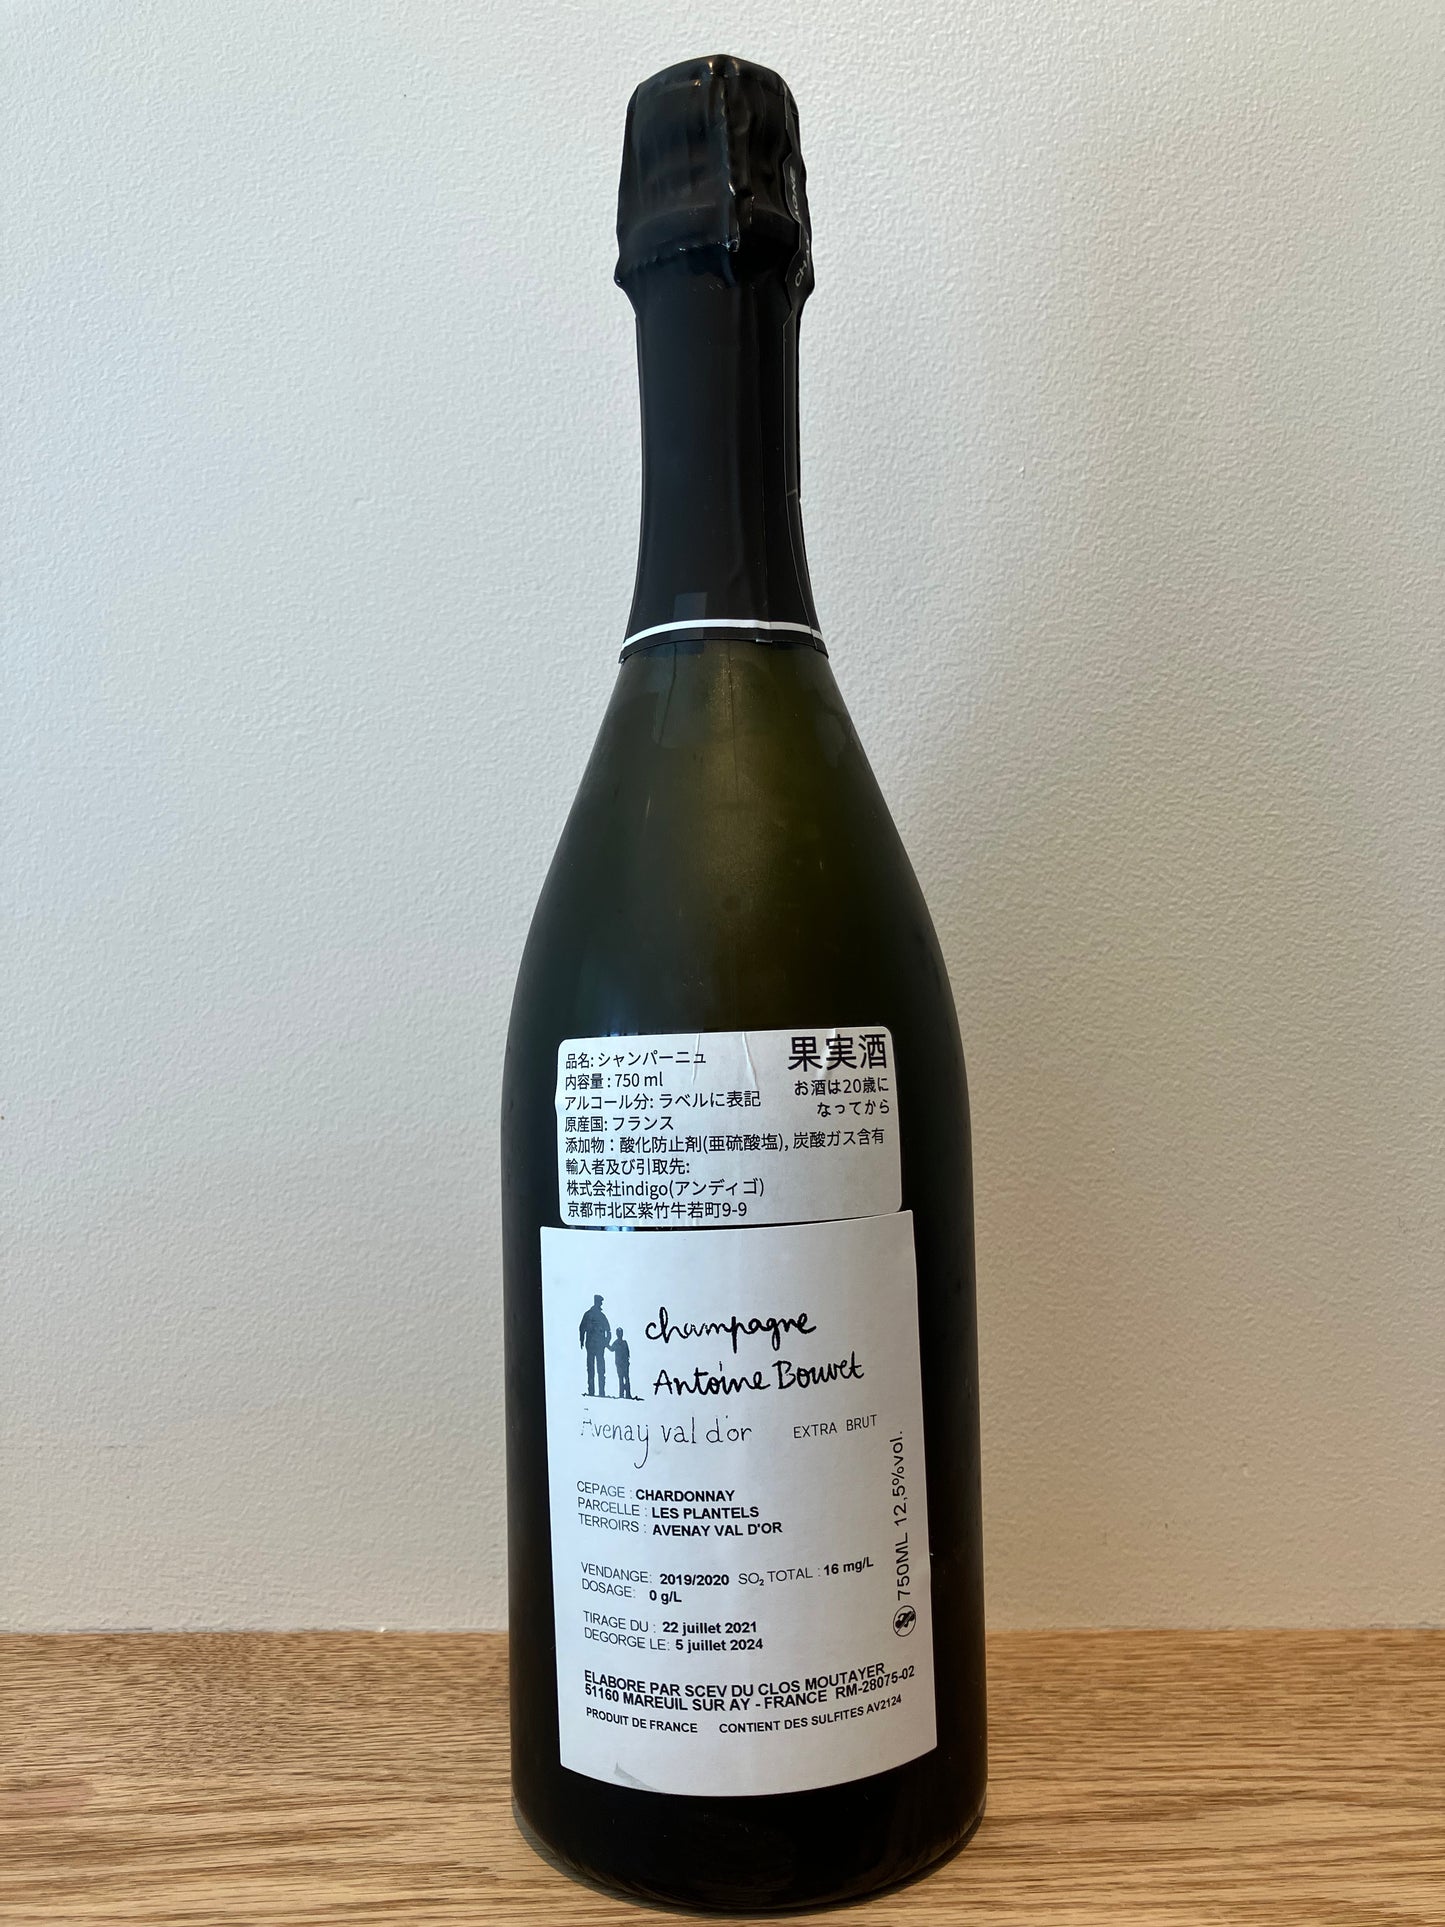 品名: シャンパーニュ
果実酒
内容量 : 750 ml
お酒は20歳に
なってから
アルコール分: ラベルに表記
原産国: フランス
添加物 : 酸化防止剤(亜硫酸塩), 炭酸ガス含有
輸入者及び引取先:
株式会社indigo(アンディゴ)
京都市北区紫竹牛若町9-9
champagne
Antoine Bouvet
Avenay val d'or
EXTRA BRUT
CEPAGE : CHARDONNAY
PARCELLE : LES PLANTELS
TERROIRS : AVENAY VAL D'OR
VENDANGE: 2019/2020 SO₂ TOTAL : 16 mg/L
DOSAGE: 0 g/L
TIRAGE DU : 22 juillet 2021
DEGORGE LE: 5 juillet 2024
750ML 12,5%vol.
ELABORE PAR SCEV DU CLOS MOUTAYER
51160 MAREUIL SUR AY - FRANCE RM-28075-02
PRODUIT DE FRANCE CONTIENT DES SULFITES AV2124